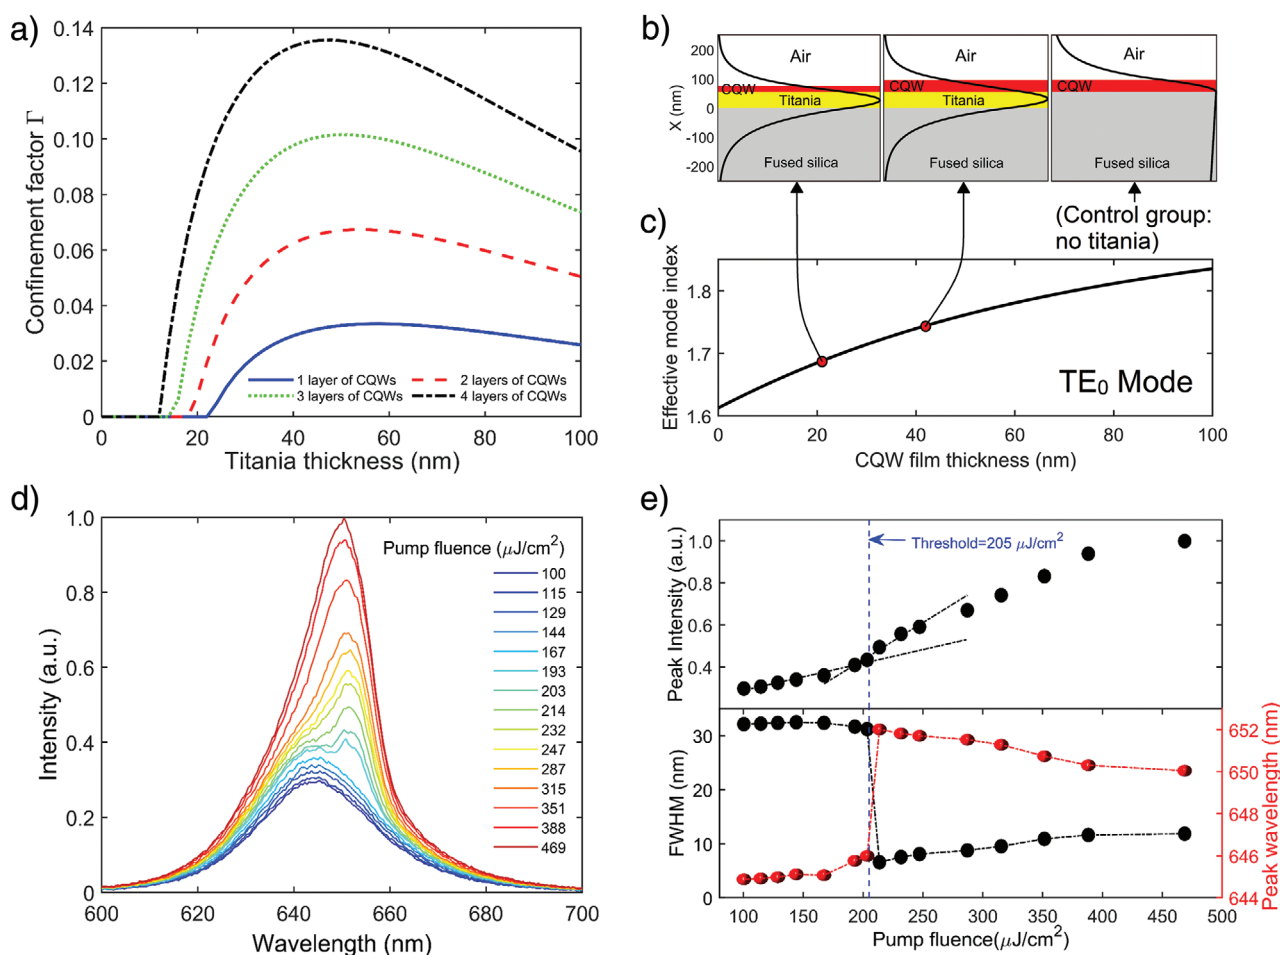 a)
0.14
0.12
0.10
0.08
0.06
0.04
0.02
0
Confinement factor Γ
1 layer of CQWs
2 layers of CQWs
3 layers of CQWs
4 layers of CQWs
0 20 40 60 80 100
Titania thickness (nm)
b)
200
100
0
-100
-200
X (nm)
Air
CQW
Titania
Fused silica
Air
CQW
Titania
Fused silica
Air
CQW
Fused silica
(Control group:
no titania)
c)
1.8
1.7
1.6
Effective mode index
TE₀ Mode
0 20 40 60 80 100
CQW film thickness (nm)
d)
1.0
0.8
0.6
0.4
0.2
0
Intensity (a.u.)
Pump fluence (μJ/cm²)
100
115
129
144
167
193
203
214
232
247
287
315
351
388
469
600 620 640 660 680 700
Wavelength (nm)
e)
1.0
0.8
0.6
0.4
Peak Intensity (a.u.)
Threshold=205 μJ/cm²
30
20
10
0
FWHM (nm)
652
650
648
646
644
Peak wavelength (nm)
100 150 200 250 300 350 400 450 500
Pump fluence(μJ/cm²)